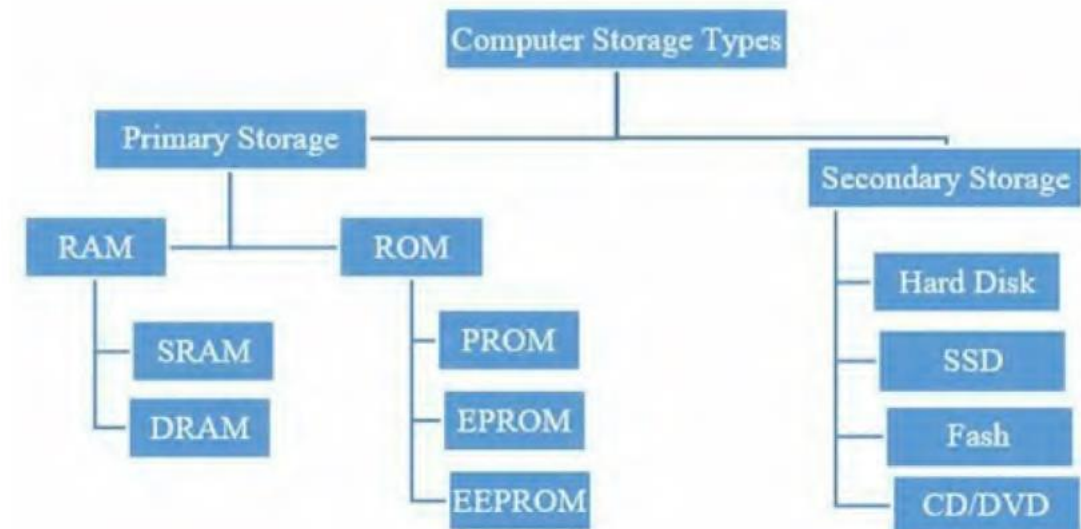 Computer Storage Types
Primary Storage
Secondary Storage
RAM
ROM
SRAM
DRAM
PROM
EPROM
EEPROM
Hard Disk
SSD
Fash
CD/DVD